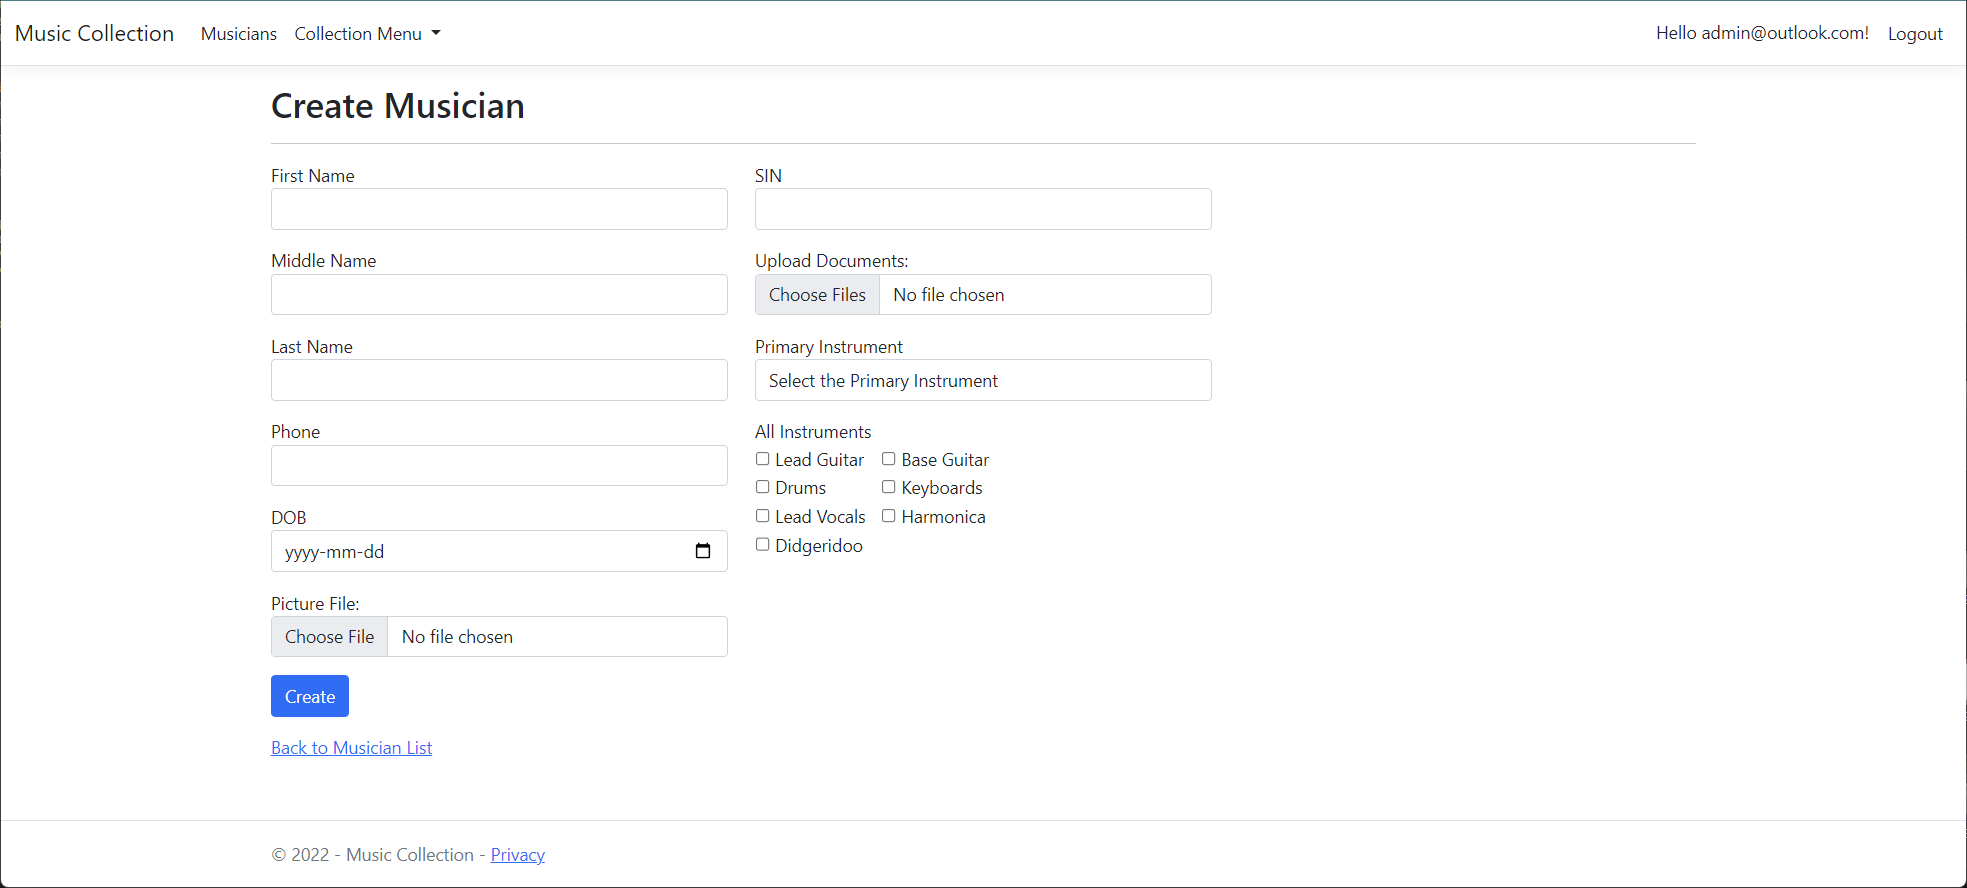 Music Collection Musicians Collection Menu Hello admin@outlook.com! Logout
Create Musician
First Name
Middle Name
Last Name
Phone
DOB
yyyy-mm-dd
Picture File:
Choose File No file chosen
SIN
Upload Documents:
Choose Files No file chosen
Primary Instrument
Select the Primary Instrument
All Instruments
Lead Guitar Base Guitar
Drums Keyboards
Lead Vocals Harmonica
Didgeridoo
Create
Back to Musician List
© 2022 - Music Collection - Privacy